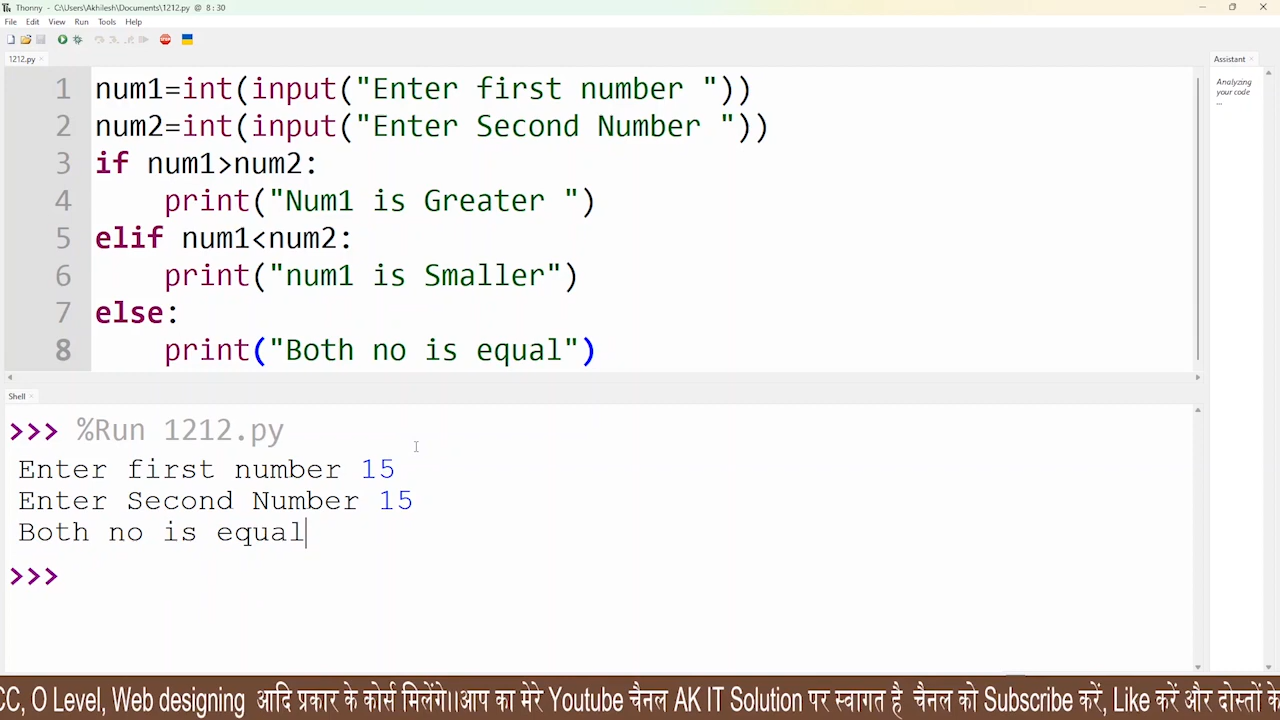 Thonny - C:\Users\Akhilesh\Documents\1212.py @ 8 : 30
File Edit View Run Tools Help
1212.py
Assistant
Analyzing
your code
...
1 num1=int(input("Enter first number "))
2 num2=int(input("Enter Second Number "))
3 if num1>num2:
4     print("Num1 is Greater ")
5 elif num1<num2:
6     print("num1 is Smaller")
7 else:
8     print("Both no is equal")
Shell
>>> %Run 1212.py
Enter first number 15
Enter Second Number 15
Both no is equal
>>>
CC, O Level, Web designing आदि प्रकार के कोर्स मिलेंगे।।आप का मेरे Youtube चैनल AK IT Solution पर स्वागत है चैनल को Subscribe करें, Like करें और दोस्तों के